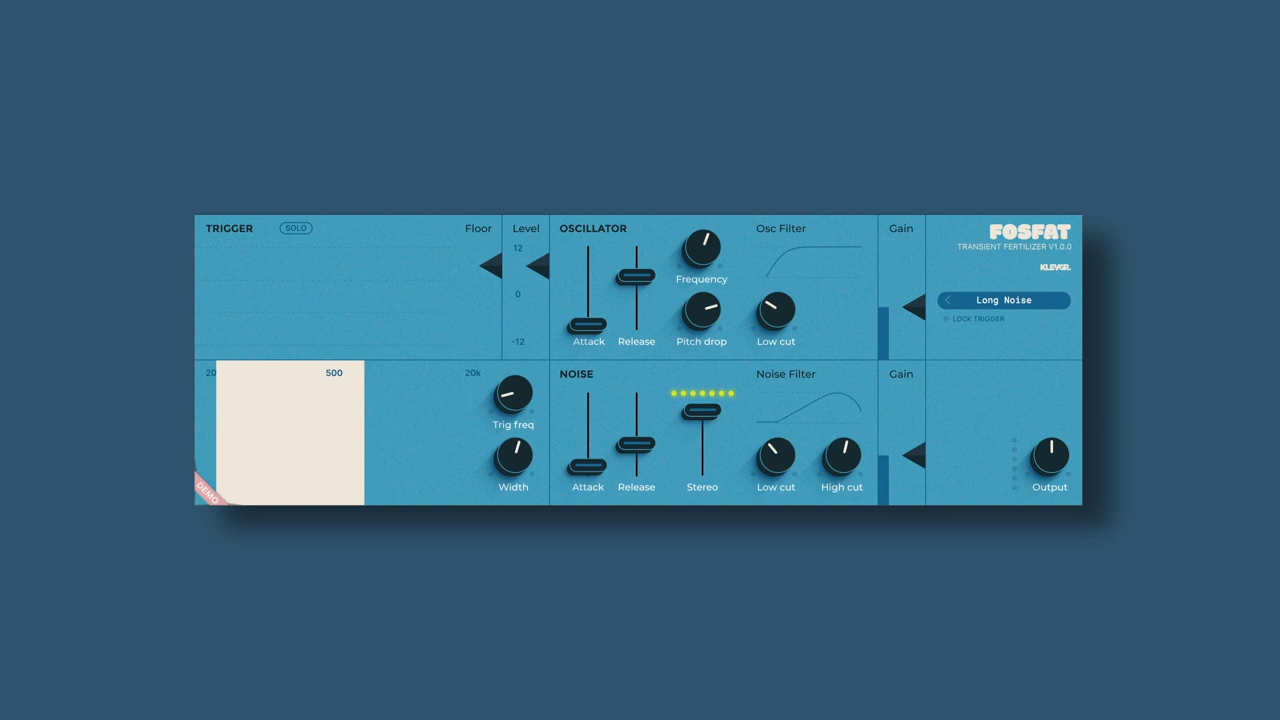 TRIGGER
SOLO
Floor
Level
12
0
-12
OSCILLATOR
Attack
Release
Frequency
Pitch drop
Osc Filter
Low cut
Gain
FOSFAT
TRANSIENT FERTILIZER V1.0.0
KLEVGR.
Long Noise
LOCK TRIGGER
20
500
20k
Trig freq
Width
DEMO
NOISE
Attack
Release
Stereo
Noise Filter
Low cut
High cut
Gain
Output